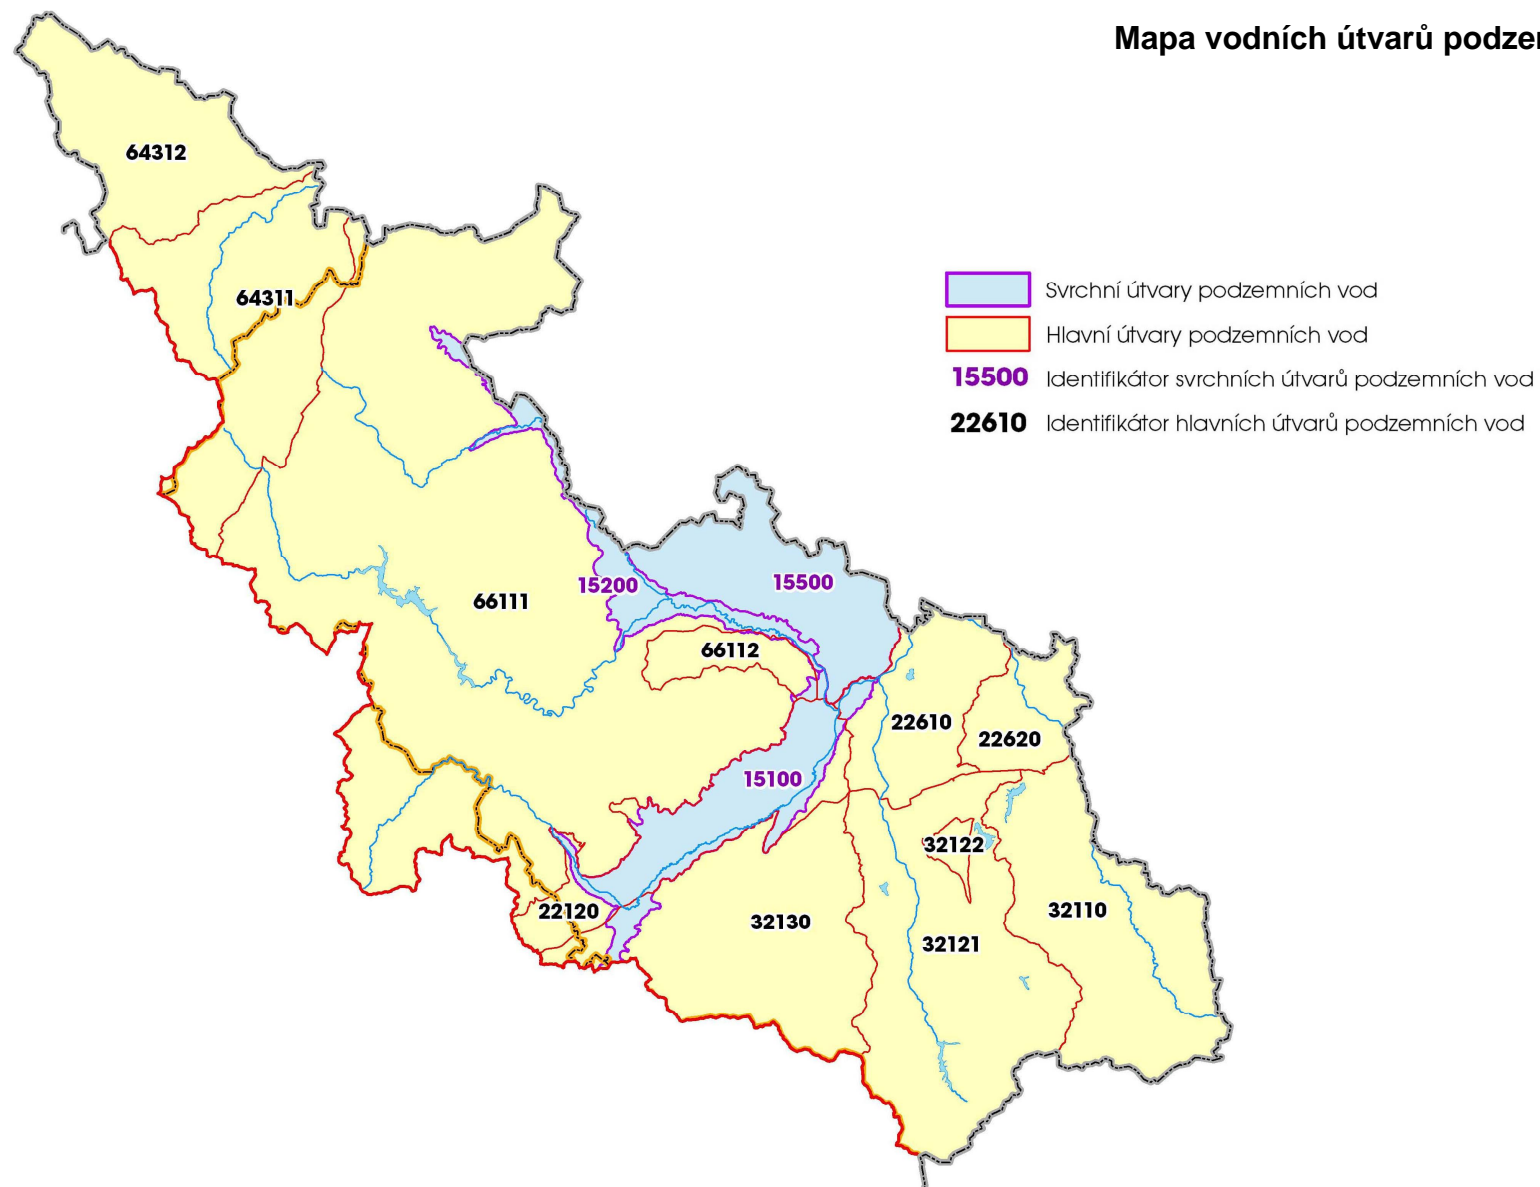 Mapa vodních útvarů podzem
64312
64311
Svrchní útvary podzemních vod
Hlavní útvary podzemních vod
15500 Identifikátor svrchních útvarů podzemních vod
22610 Identifikátor hlavních útvarů podzemních vod
15200
15500
66111
66112
22610
22620
15100
32122
22120
32130
32110
32121